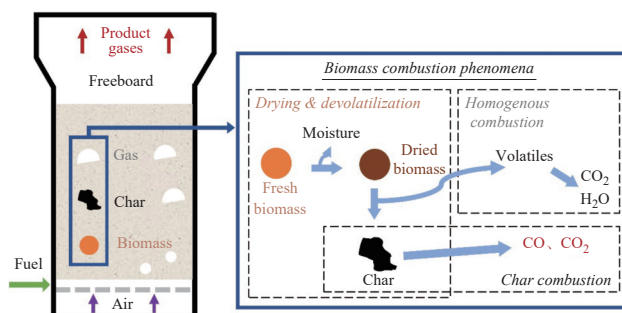 Product
gases
Freeboard
Gas
Char
Biomass
Fuel
Air
Biomass combustion phenomena
Drying & devolatilization
Moisture
Fresh
biomass
Dried
biomass
Homogenous
combustion
Volatiles
CO₂
H₂O
Char
CO、CO₂
Char combustion